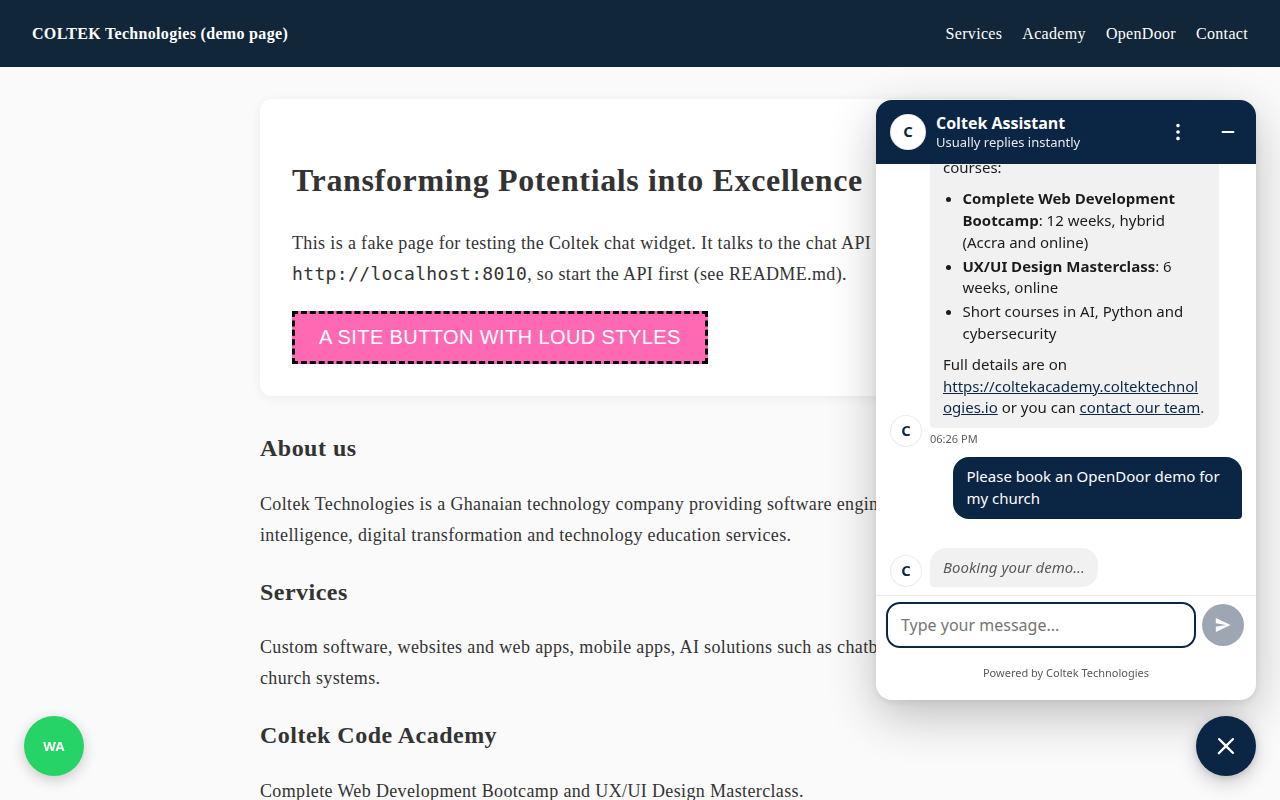 COLTEK Technologies (demo page)
Services Academy OpenDoor Contact
Transforming Potentials into Excellence
This is a fake page for testing the Coltek chat widget. It talks to the chat API
http://localhost:8010, so start the API first (see README.md).
A SITE BUTTON WITH LOUD STYLES
About us
Coltek Technologies is a Ghanaian technology company providing software engin
intelligence, digital transformation and technology education services.
Services
Custom software, websites and web apps, mobile apps, AI solutions such as chatb
church systems.
Coltek Code Academy
Complete Web Development Bootcamp and UX/UI Design Masterclass.
WA
C
Coltek Assistant
Usually replies instantly
courses:
• Complete Web Development
Bootcamp: 12 weeks, hybrid
(Accra and online)
• UX/UI Design Masterclass: 6
weeks, online
• Short courses in AI, Python and
cybersecurity
Full details are on
https://coltekacademy.coltektechnol
ogies.io or you can contact our team.
C
06:26 PM
Please book an OpenDoor demo for
my church
C
Booking your demo...
Type your message...
Powered by Coltek Technologies